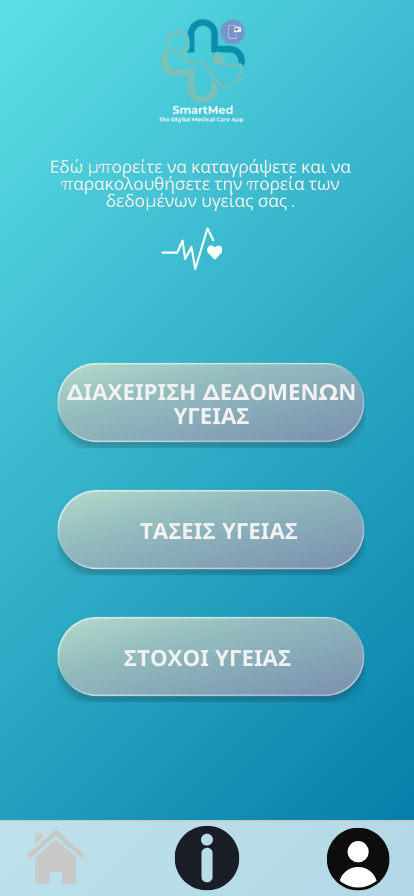 SmartMed
The Digital Medical Care App
Εδώ μπορείτε να καταγράψετε και να
παρακολουθήσετε την πορεία των
δεδομένων υγείας σας .
ΔΙΑΧΕΙΡΙΣΗ ΔΕΔΟΜΕΝΩΝ
ΥΓΕΙΑΣ
ΤΑΣΕΙΣ ΥΓΕΙΑΣ
ΣΤΟΧΟΙ ΥΓΕΙΑΣ